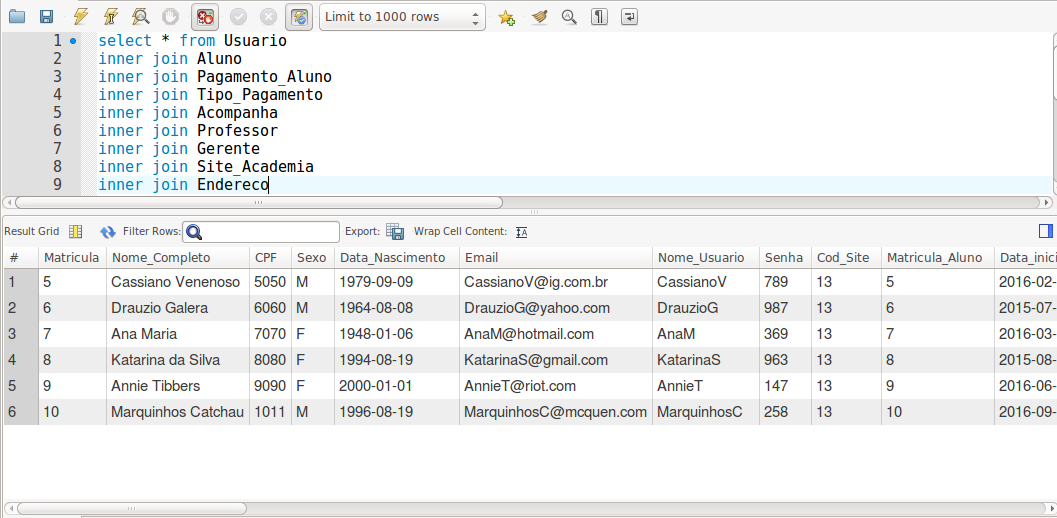 Limit to 1000 rows
1 select * from Usuario
2 inner join Aluno
3 inner join Pagamento_Aluno
4 inner join Tipo_Pagamento
5 inner join Acompanha
6 inner join Professor
7 inner join Gerente
8 inner join Site_Academia
9 inner join Endereco
Result Grid Filter Rows: Export: Wrap Cell Content: IA
# Matricula Nome_Completo CPF Sexo Data_Nascimento Email Nome_Usuario Senha Cod_Site Matricula_Aluno Data_inici
1 5 Cassiano Venenoso 5050 M 1979-09-09 CassianoV@ig.com.br CassianoV 789 13 5 2016-02-
2 6 Drauzio Galera 6060 M 1964-08-08 DrauzioG@yahoo.com DrauzioG 987 13 6 2015-07-
3 7 Ana Maria 7070 F 1948-01-06 AnaM@hotmail.com AnaM 369 13 7 2016-03-
4 8 Katarina da Silva 8080 F 1994-08-19 KatarinaS@gmail.com KatarinaS 963 13 8 2015-08-
5 9 Annie Tibbers 9090 F 2000-01-01 AnnieT@riot.com AnnieT 147 13 9 2016-06-
6 10 Marquinhos Catchau 1011 M 1996-08-19 MarquinhosC@mcquen.com MarquinhosC 258 13 10 2016-09-